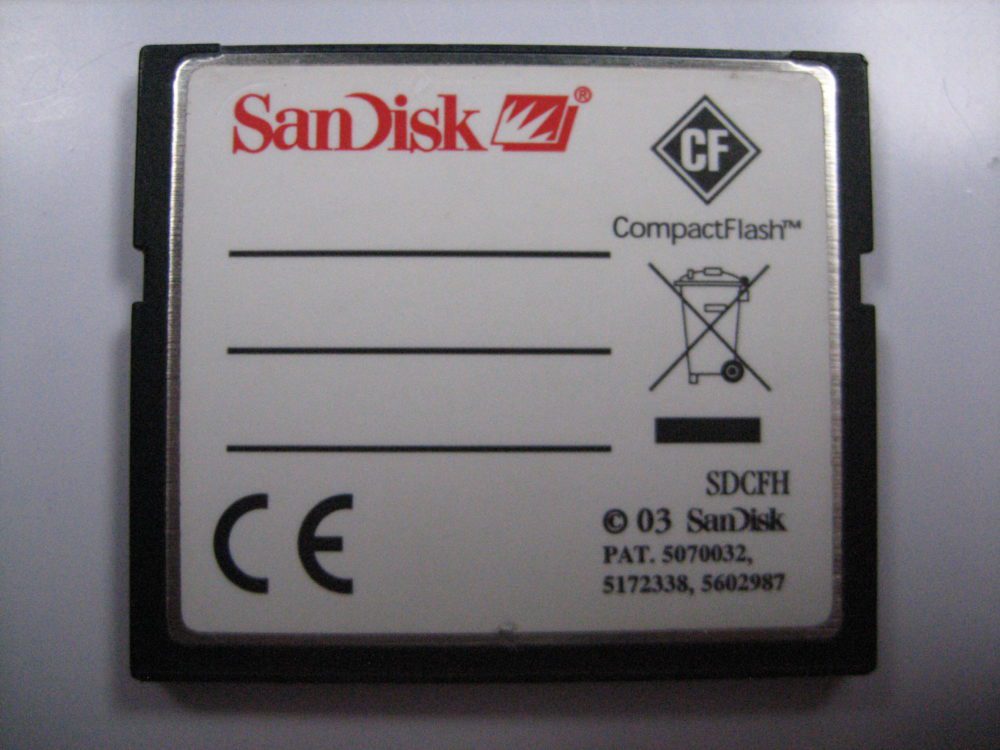 SanDisk®
CF
CompactFlash™
CE
SDCFH
© 03 SanDisk
PAT. 5070032,
5172338, 5602987